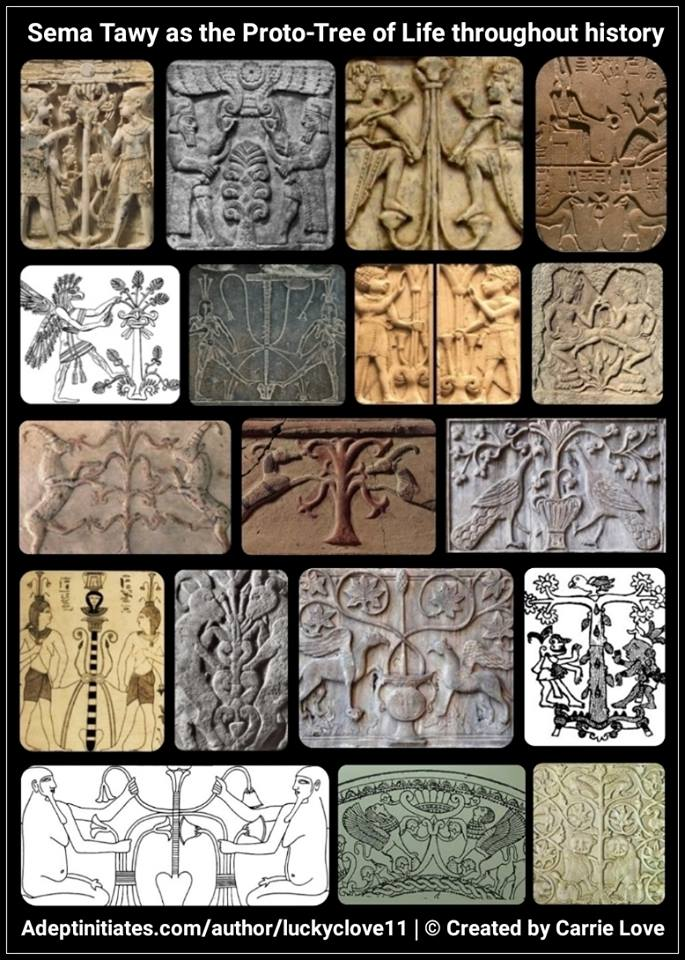 Sema Tawy as the Proto-Tree of Life throughout history
Adeptinitiates.com/author/luckyclove11 | © Created by Carrie Love